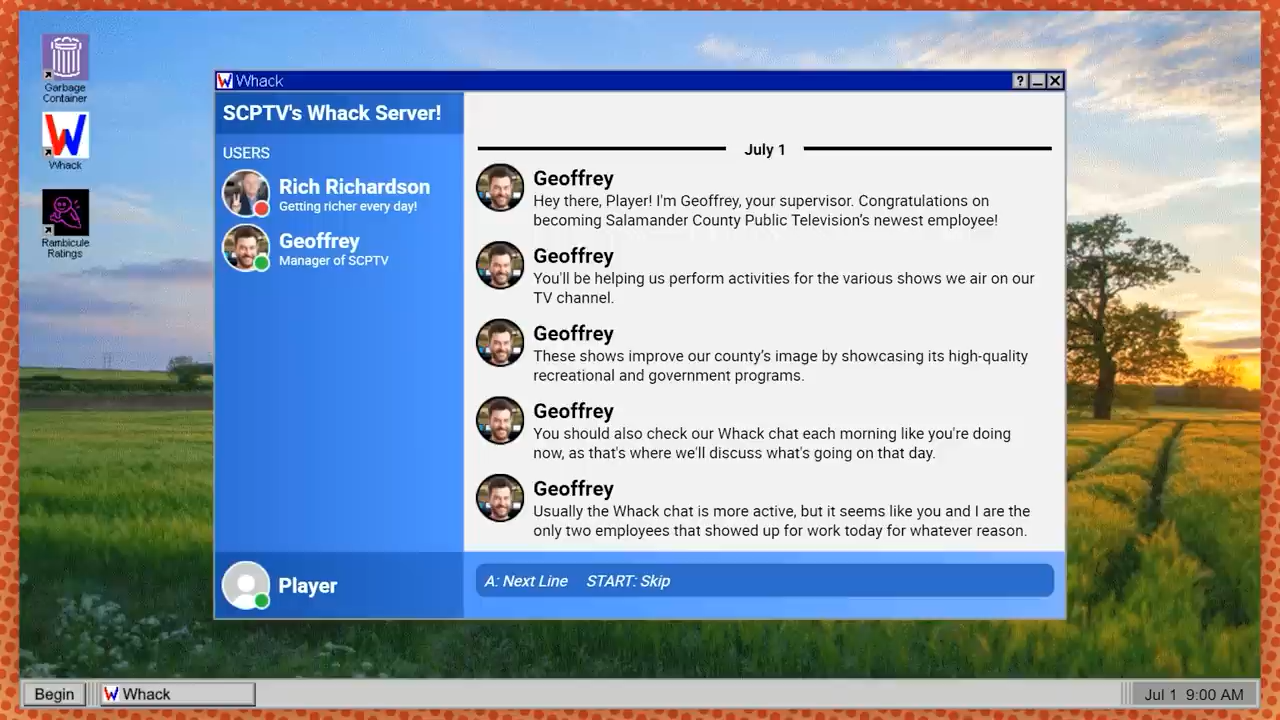 Garbage
Container
Whack
Rambicule
Ratings
Whack
SCPTV's Whack Server!
USERS
Rich Richardson
Getting richer every day!
Geoffrey
Manager of SCPTV
Player
July 1
Geoffrey
Hey there, Player! I'm Geoffrey, your supervisor. Congratulations on
becoming Salamander County Public Television's newest employee!
Geoffrey
You'll be helping us perform activities for the various shows we air on our
TV channel.
Geoffrey
These shows improve our county's image by showcasing its high-quality
recreational and government programs.
Geoffrey
You should also check our Whack chat each morning like you're doing
now, as that's where we'll discuss what's going on that day.
Geoffrey
Usually the Whack chat is more active, but it seems like you and I are the
only two employees that showed up for work today for whatever reason.
A: Next Line START: Skip
Begin
Whack
Jul 1 9:00 AM